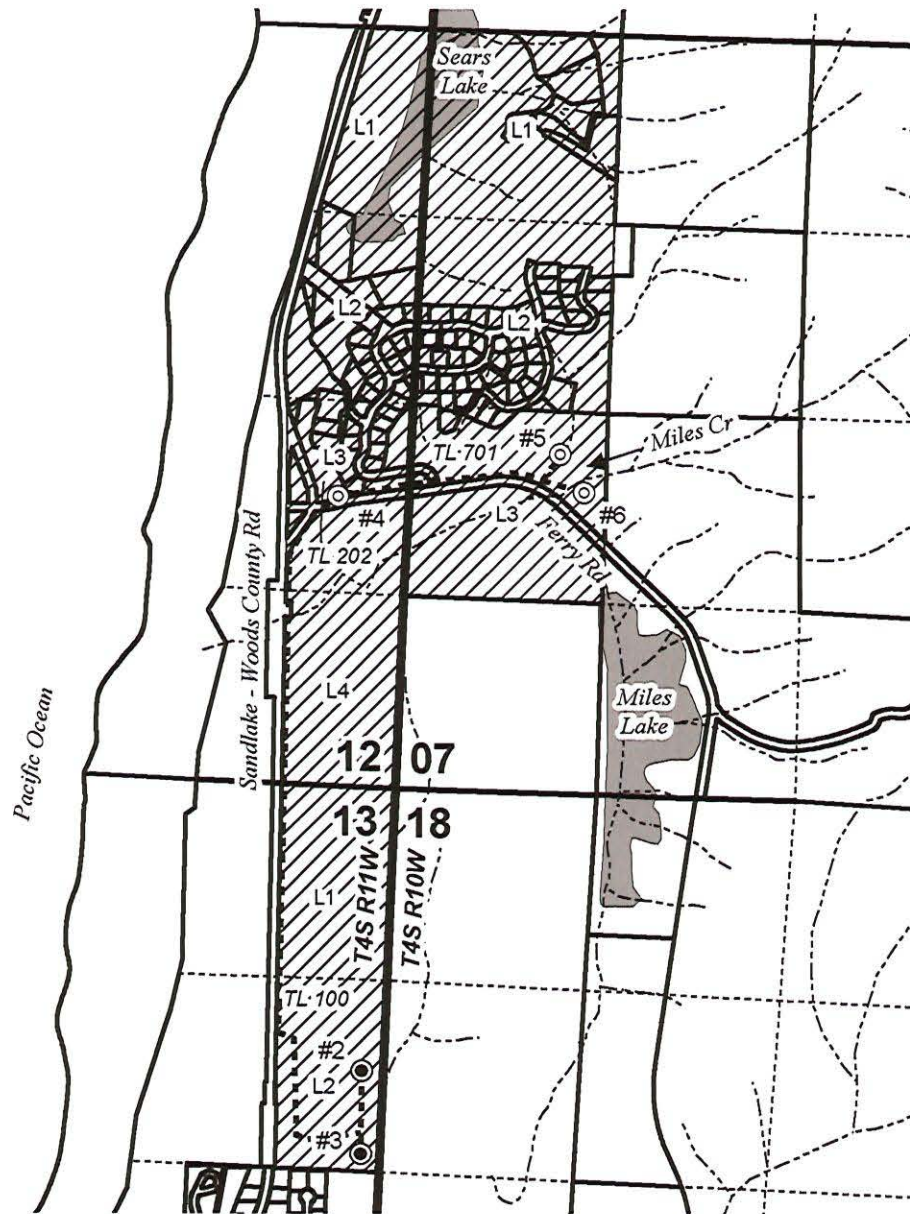 Sears
Lake
L1
L1
L2
L2
L3
TL 701
#5
Miles Cr
#4
L3
#6
Ferry Rd
TL 202
Sandlake - Woods County Rd
L4
Miles
Lake
Pacific Ocean
12
07
13
18
T4S R11W
T4S R10W
L1
TL 100
#2
L2
#3